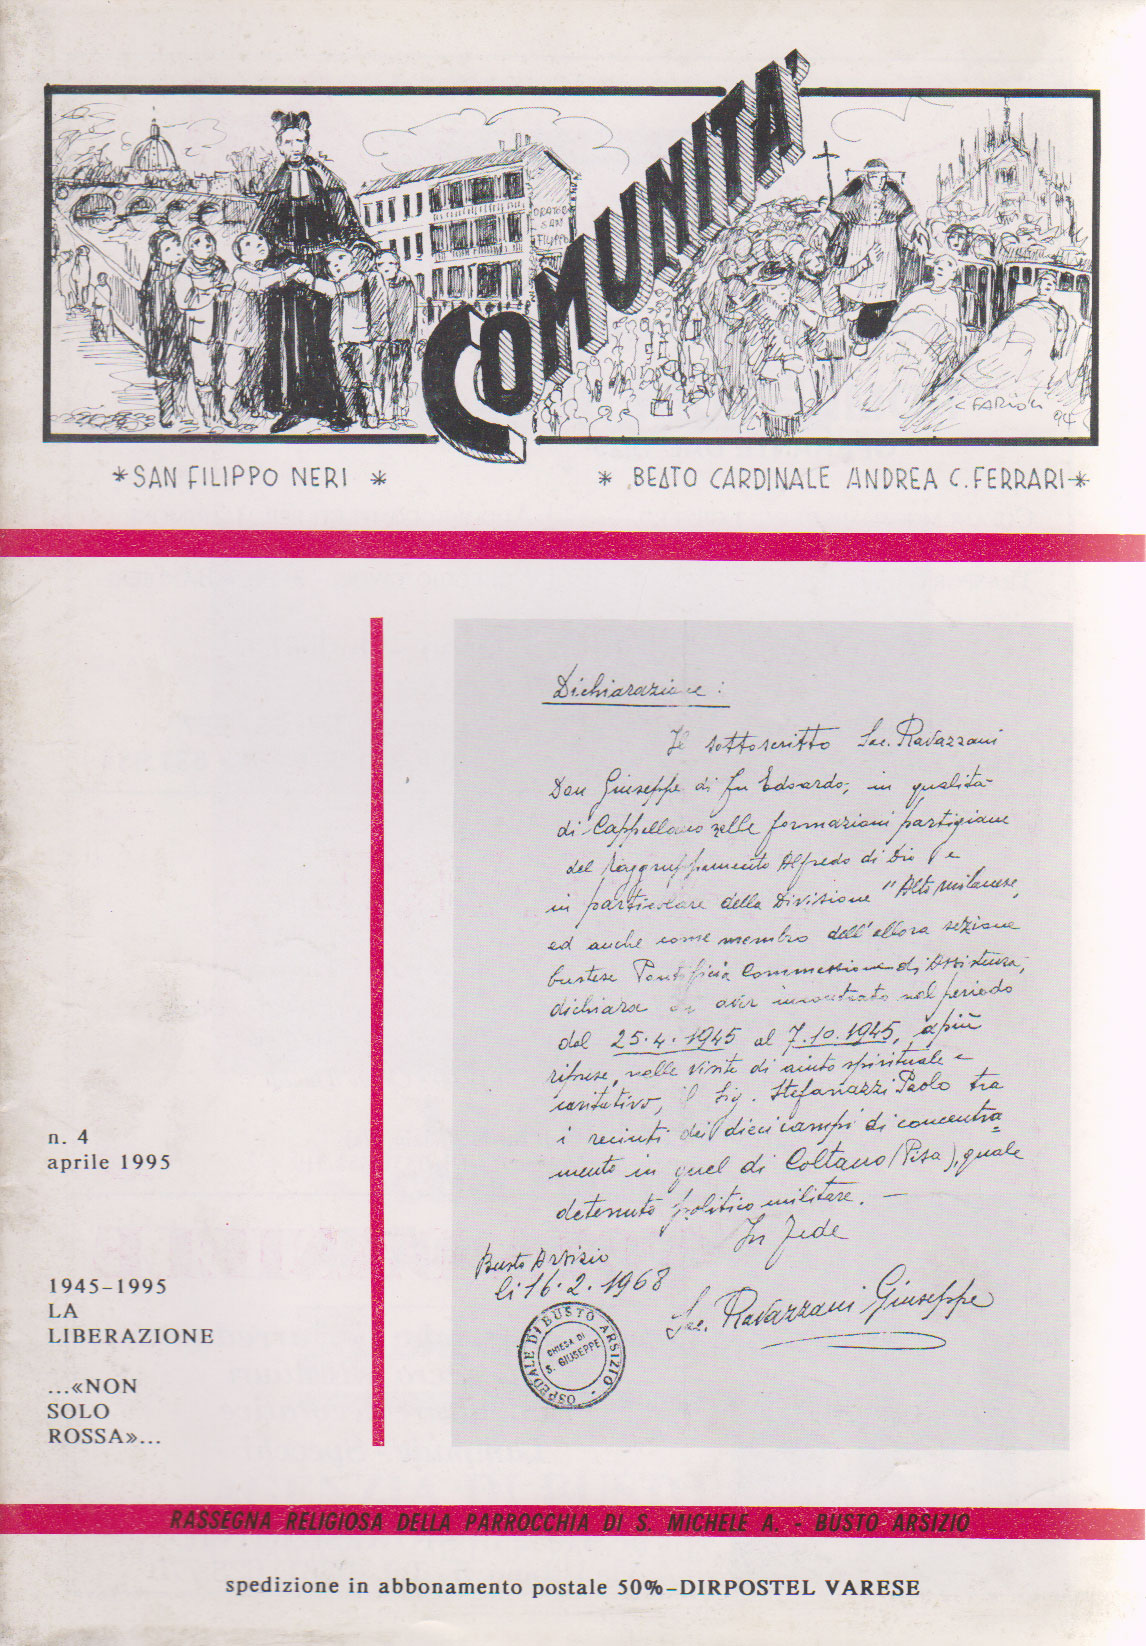 COMUNITA'
ORATORIO
SAN
FILIPPO
C FARIOLI
94
*SAN FILIPPO NERI *
* BEATO CARDINALE ANDREA C. FERRARI *
Dichiarazione:
Il sottoscritto Sac. Ravazzani
Don Giuseppe di fu Edoardo, in qualità
di Cappellano nelle formazioni partigiane
del Raggruppamento Alfredo di Dio, e
in particolare della Divisione "Alto milanese,
ed anche come membro dell'allora sezione
bustese Pontificia Commissione di Assistenza,
dichiara di aver incontrato nel periodo
dal 25.4.1945 al 7.10.1945, a più
riprese, nelle visite di aiuto spirituale e
caritativo, il Sig. Stefanazzi Paolo tra
i recinti dei dieci campi di concentra=
mento in quel di Coltano (Pisa), quale
detenuto politico militare. —
In fede
Busto Arsizio
li 16.2.1968
Sac. Ravazzani Giuseppe
OSPEDALE DI BUSTO ARSIZIO -
CHIESA DI
S. GIUSEPPE
n. 4
aprile 1995
1945-1995
LA
LIBERAZIONE
...«NON
SOLO
ROSSA»...
RASSEGNA RELIGIOSA DELLA PARROCCHIA DI S. MICHELE A. - BUSTO ARSIZIO
spedizione in abbonamento postale 50%-DIRPOSTEL VARESE